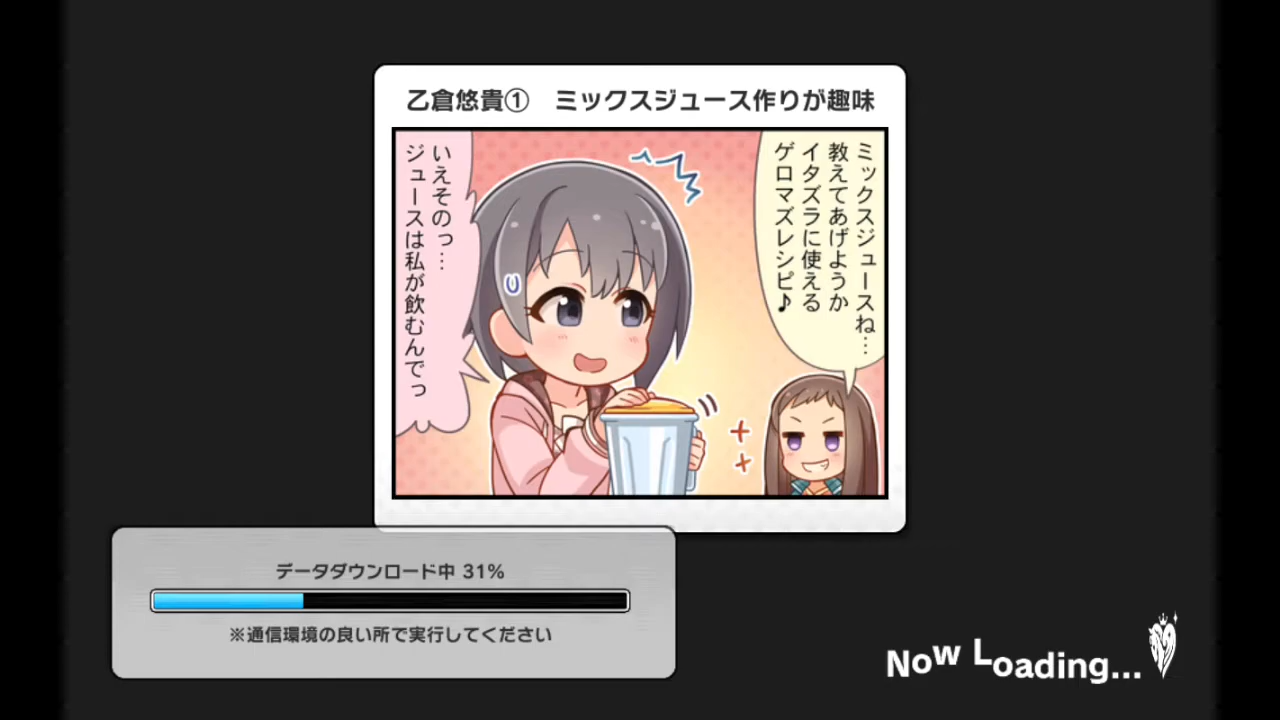 乙倉悠貴① ミックスジュース作りが趣味
ミックスジュースね…
教えてあげようか
イタズラに使える
ゲロマズレシピ♪
いえそのっ…
ジュースは私が飲むんでっ
データダウンロード中 31%
※通信環境の良い所で実行してください
Now Loading...